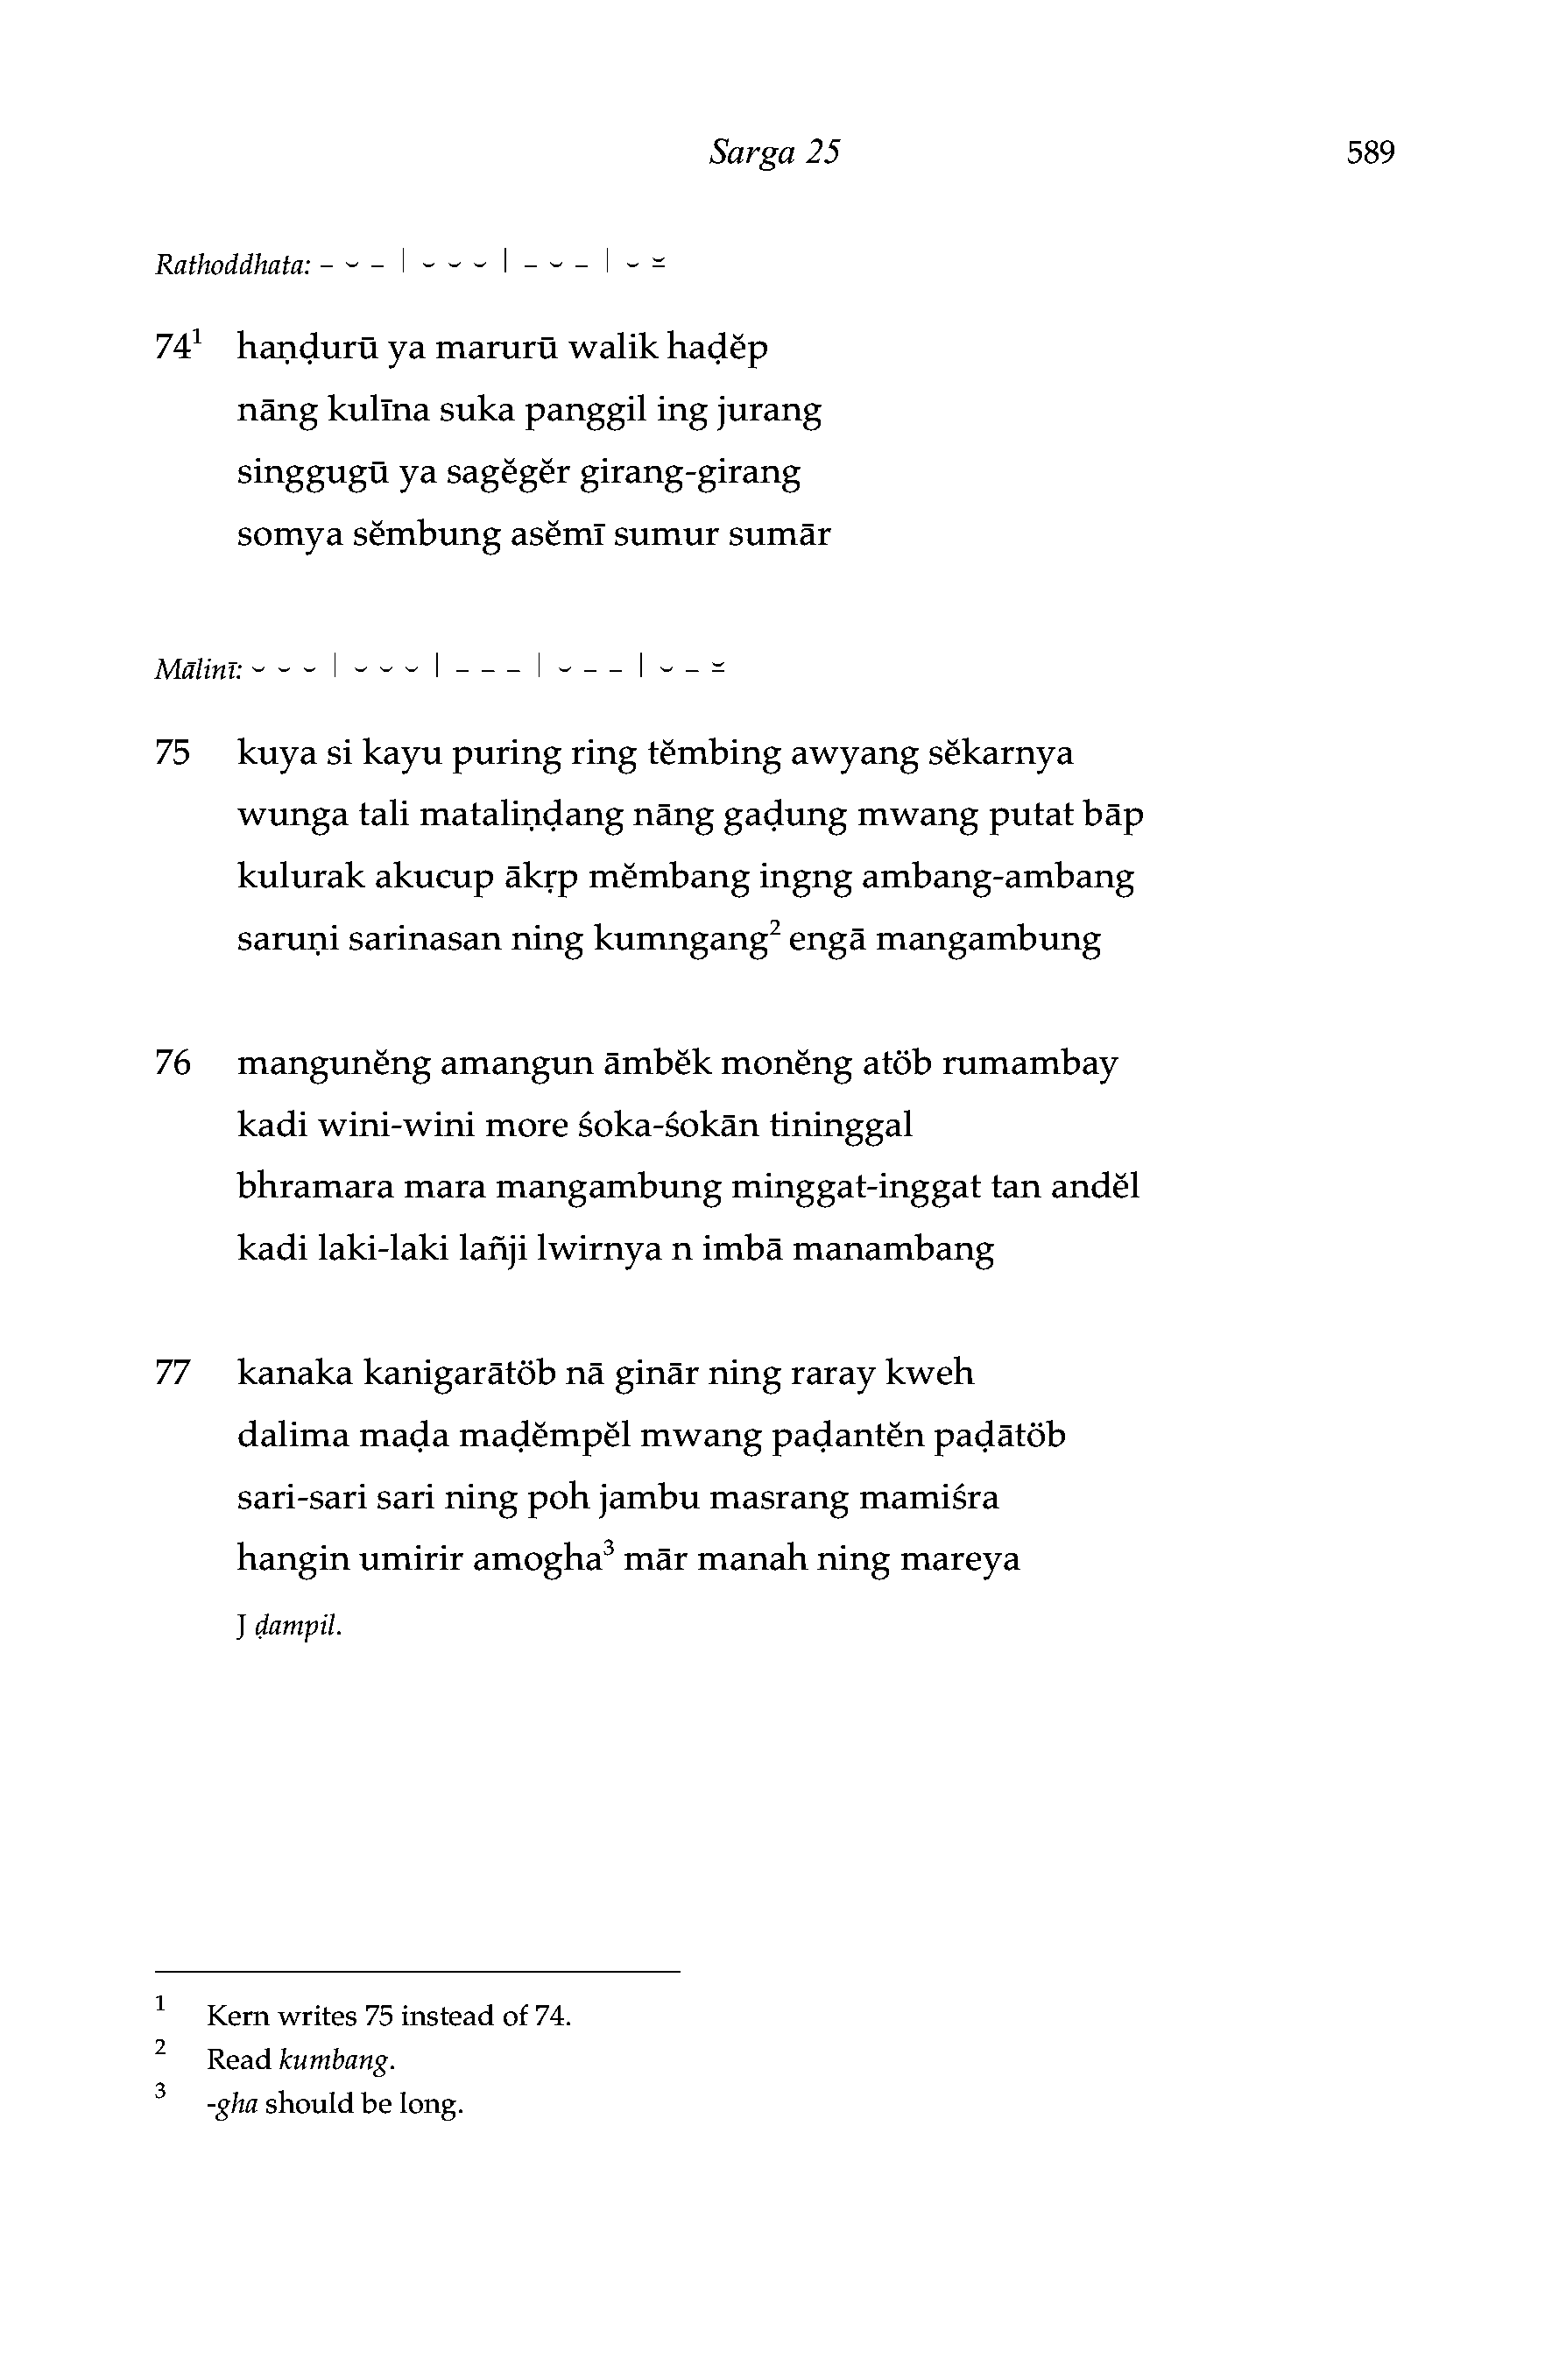 Sarga 25 589
Rathoddhata: – ⏑ – | ⏑ ⏑ ⏑ | – ⏑ – | ⏑ ⏓
74¹ haṇḍurū ya marurū walik haḍĕp
nāng kulīna suka panggil ing jurang
singgugū ya sagĕgĕr girang-girang
somya sĕmbung asĕmī sumur sumār
Mālinī: ⏑ ⏑ ⏑ | ⏑ ⏑ ⏑ | – – – | ⏑ – – | ⏑ – ⏓
75 kuya si kayu puring ring tĕmbing awyang sĕkarnya
wunga tali mataliṇḍang nāng gaḍung mwang putat bāp
kulurak akucup ākṛp mĕmbang ingng ambang-ambang
saruṇi sarinasan ning kumngang² engā mangambung
76 mangunĕng amangun āmbĕk monĕng atöb rumambay
kadi wini-wini more śoka-śokān tininggal
bhramara mara mangambung minggat-inggat tan andĕl
kadi laki-laki lañji lwirnya n imbā manambang
77 kanaka kanigarātöb nā ginār ning raray kweh
dalima maḍa maḍĕmpĕl mwang paḍantĕn paḍātöb
sari-sari sari ning poh jambu masrang mamiśra
hangin umirir amogha³ mār manah ning mareya
J ḍampil.
1 Kern writes 75 instead of 74.
2 Read kumbang.
3 -gha should be long.